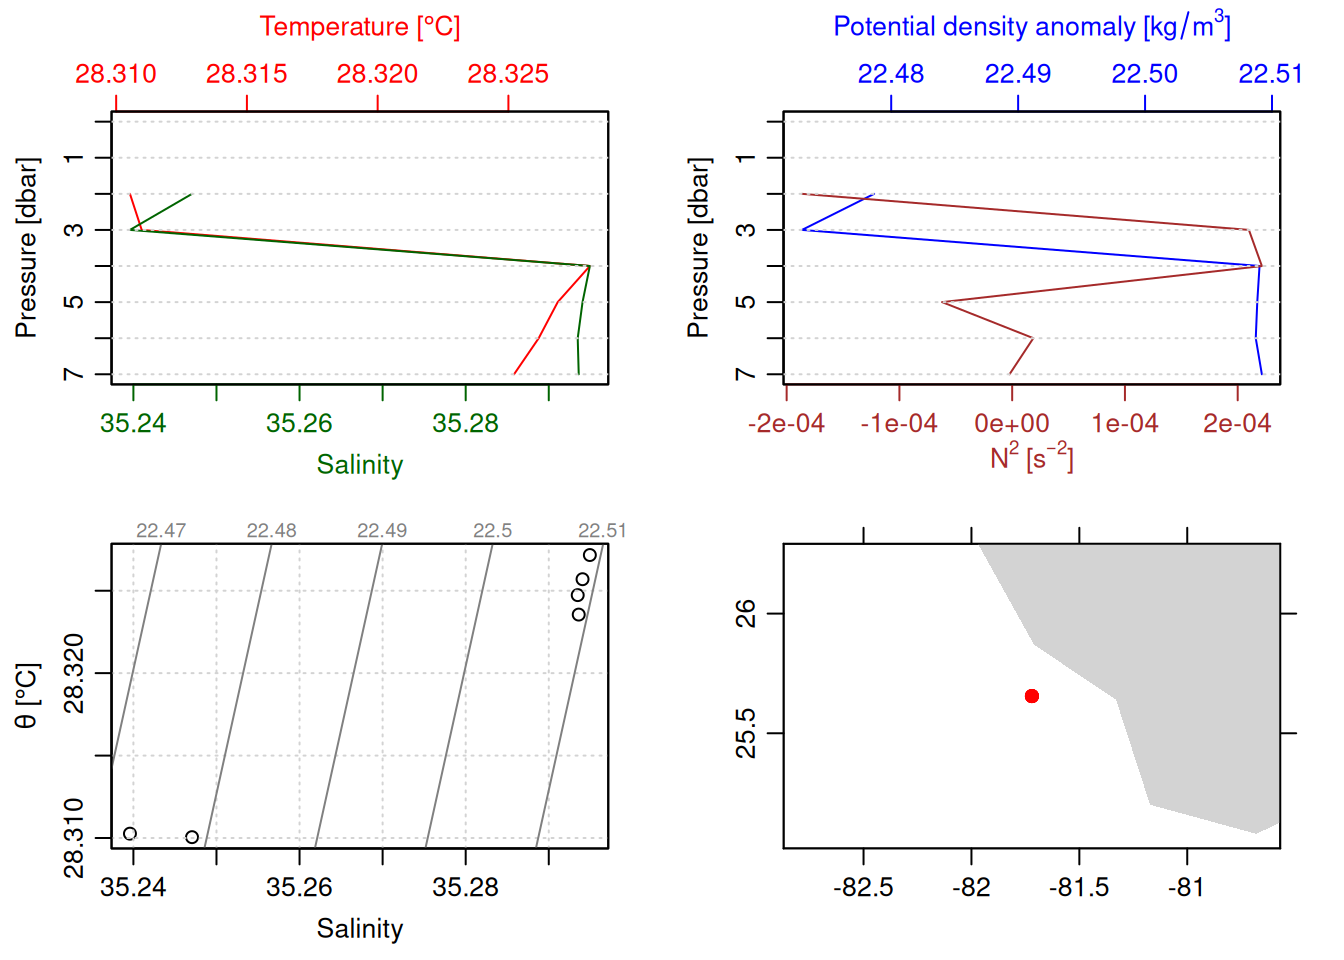 Temperature [°C]
28.310 28.315 28.320 28.325
Pressure [dbar]
1
3
5
7
35.24 35.26 35.28
Salinity
Potential density anomaly [kg/m³]
22.48 22.49 22.50 22.51
Pressure [dbar]
1
3
5
7
-2e-04 -1e-04 0e+00 1e-04 2e-04
N² [s⁻²]
22.47 22.48 22.49 22.5 22.51
θ [°C]
28.320
28.310
35.24 35.26 35.28
Salinity
26
25.5
-82.5 -82 -81.5 -81